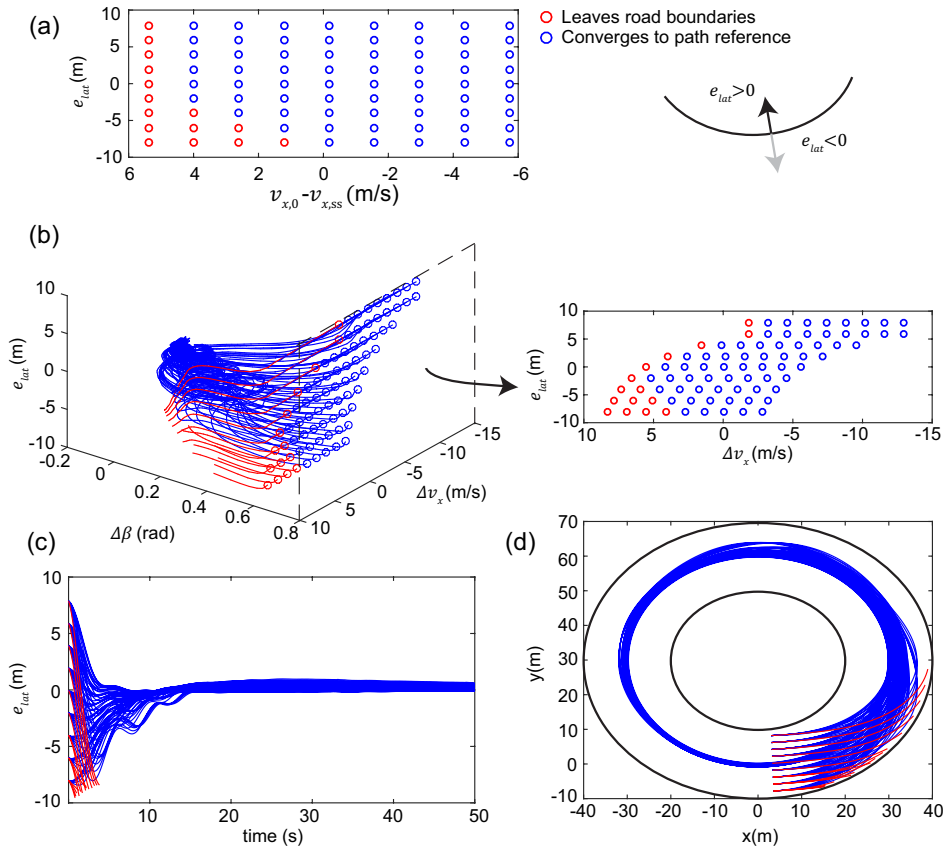 (a)
10
5
0
-5
-10
e_lat (m)
6 4 2 0 -2 -4 -6
v_x,0-v_x,ss (m/s)
Leaves road boundaries
Converges to path reference
e_lat>0
e_lat<0
(b)
10
5
0
-5
-10
e_lat (m)
-0.2 0 0.2 0.4 0.6 0.8
Δβ (rad)
10 5 0 -5 -10 -15
Δv_x (m/s)
10
5
0
-5
-10
e_lat (m)
10 5 0 -5 -10 -15
Δv_x (m/s)
(c)
10
5
0
-5
-10
e_lat (m)
0 10 20 30 40 50
time (s)
(d)
70
60
50
40
30
20
10
0
-10
y(m)
-40 -30 -20 -10 0 10 20 30 40
x(m)